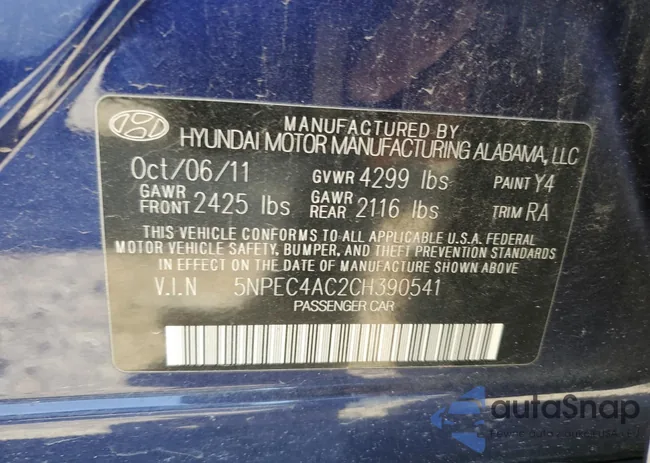 MANUFACTURED BY
HYUNDAI MOTOR MANUFACTURING ALABAMA, LLC
Oct/06/11 GVWR 4299 lbs PAINT Y4
GAWR FRONT 2425 lbs GAWR REAR 2116 lbs TRIM RA
THIS VEHICLE CONFORMS TO ALL APPLICABLE U.S.A. FEDERAL
MOTOR VEHICLE SAFETY, BUMPER, AND THEFT PREVENTION STANDARDS
IN EFFECT ON THE DATE OF MANUFACTURE SHOWN ABOVE
V.I.N 5NPEC4AC2CH390541
PASSENGER CAR
autoSnap